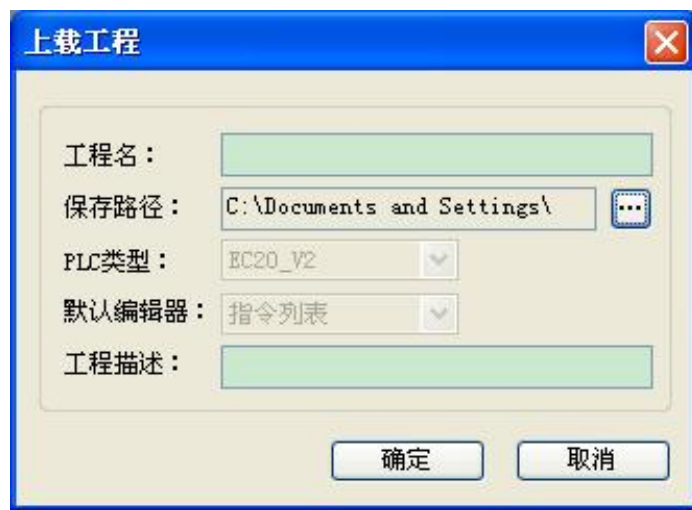 上载工程
工程名：
保存路径： C:\Documents and Settings\ ...
PLC类型： EC20_V2
默认编辑器： 指令列表
工程描述：
确定 取消